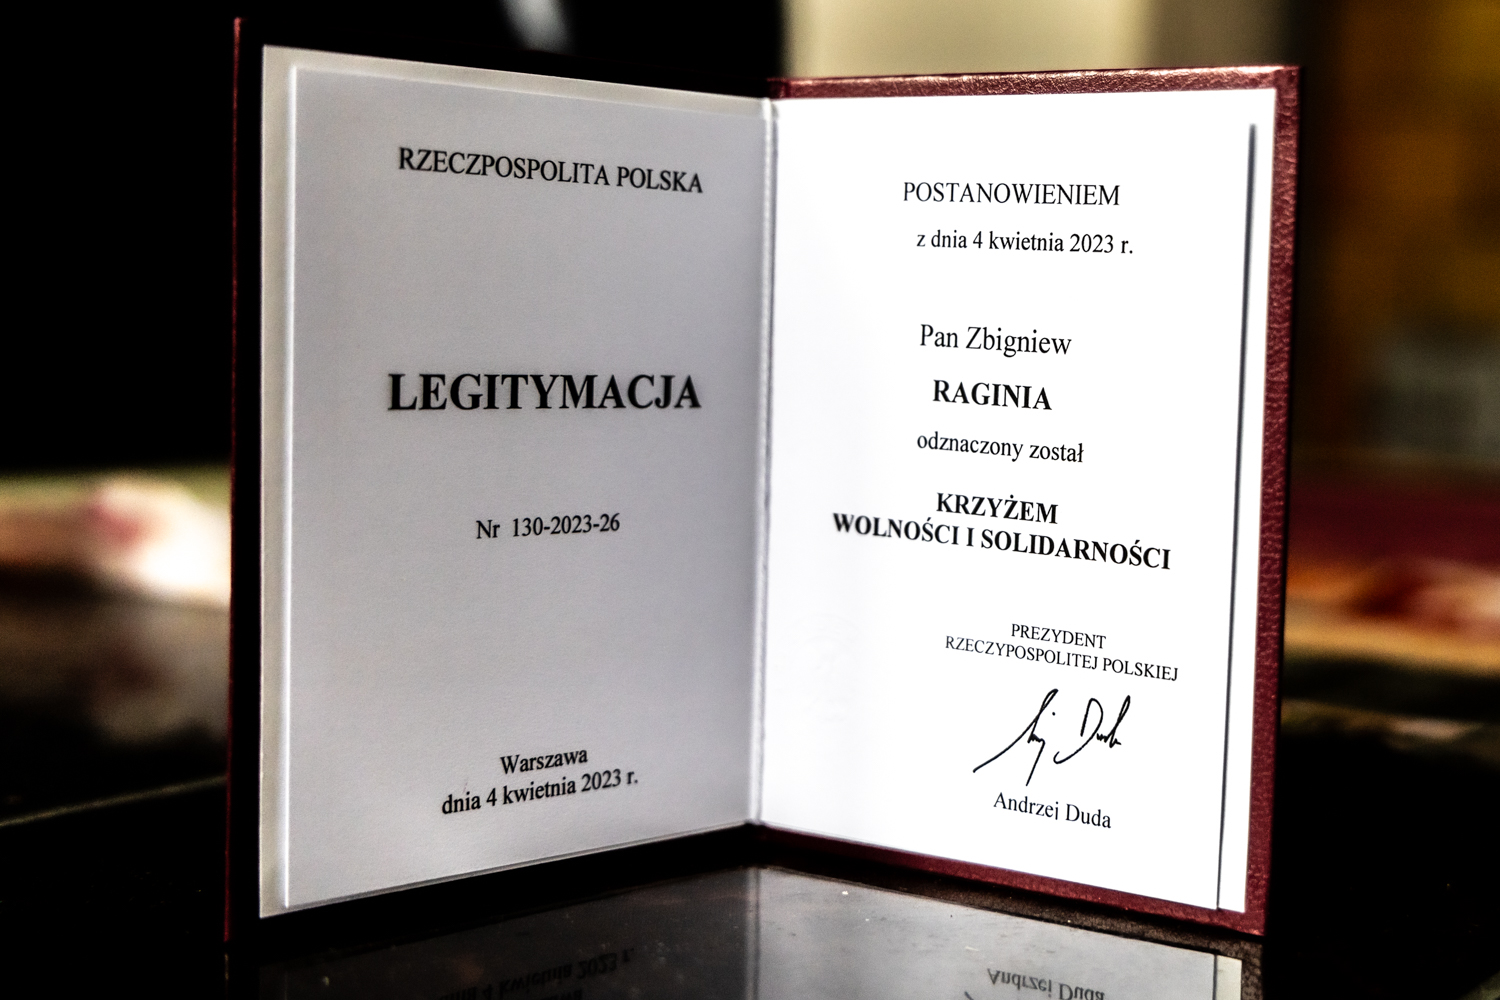 RZECZPOSPOLITA POLSKA
LEGITYMACJA
Nr 130-2023-26
Warszawa
dnia 4 kwietnia 2023 r.
POSTANOWIENIEM
z dnia 4 kwietnia 2023 r.
Pan Zbigniew
RAGINIA
odznaczony został
KRZYŻEM
WOLNOŚCI I SOLIDARNOŚCI
PREZYDENT
RZECZYPOSPOLITEJ POLSKIEJ
Andrzej Duda